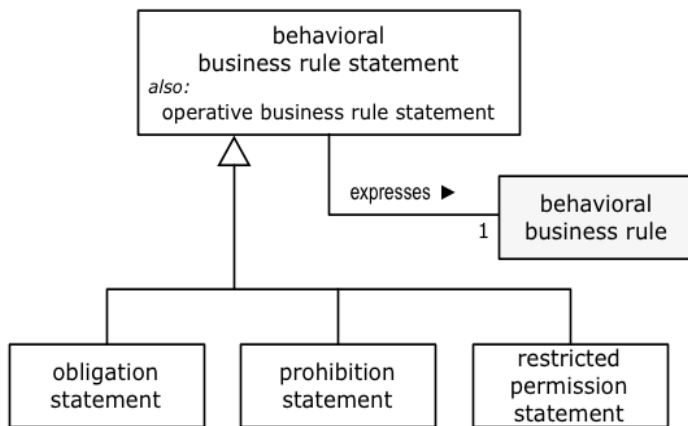 behavioral
business rule statement
also:
operative business rule statement
expresses ►
behavioral
business rule
1
obligation
statement
prohibition
statement
restricted
permission
statement